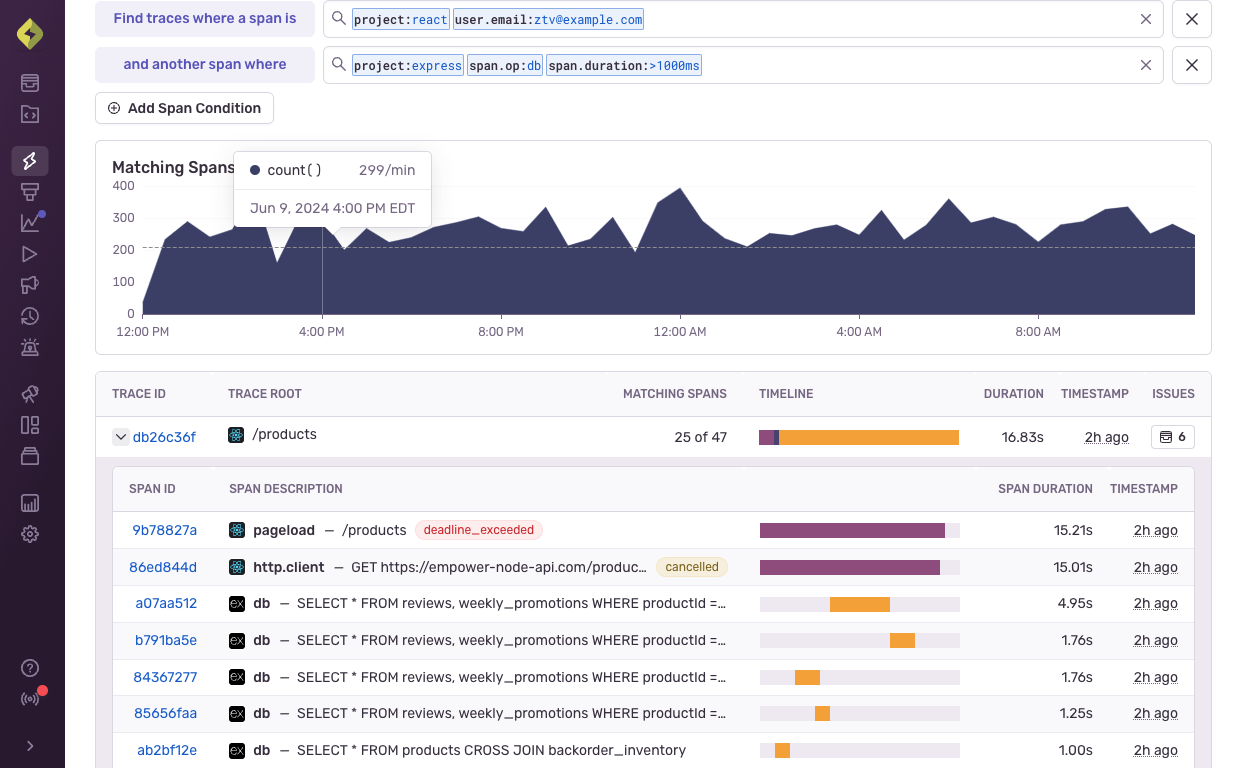 Find traces where a span is project:react user.email:ztv@example.com
and another span where project:express span.op:db span.duration:>1000ms
Add Span Condition
Matching Spans
count() 299/min
Jun 9, 2024 4:00 PM EDT
400
300
200
100
0
12:00 PM 4:00 PM 8:00 PM 12:00 AM 4:00 AM 8:00 AM
TRACE ID TRACE ROOT MATCHING SPANS TIMELINE DURATION TIMESTAMP ISSUES
db26c36f /products 25 of 47 16.83s 2h ago 6
SPAN ID SPAN DESCRIPTION SPAN DURATION TIMESTAMP
9b78827a pageload — /products deadline_exceeded 15.21s 2h ago
86ed844d http.client — GET https://empower-node-api.com/produc... cancelled 15.01s 2h ago
a07aa512 ex db — SELECT * FROM reviews, weekly_promotions WHERE productId =... 4.95s 2h ago
b791ba5e ex db — SELECT * FROM reviews, weekly_promotions WHERE productId =... 1.76s 2h ago
84367277 ex db — SELECT * FROM reviews, weekly_promotions WHERE productId =... 1.76s 2h ago
85656faa ex db — SELECT * FROM reviews, weekly_promotions WHERE productId =... 1.25s 2h ago
ab2bf12e ex db — SELECT * FROM products CROSS JOIN backorder_inventory 1.00s 2h ago